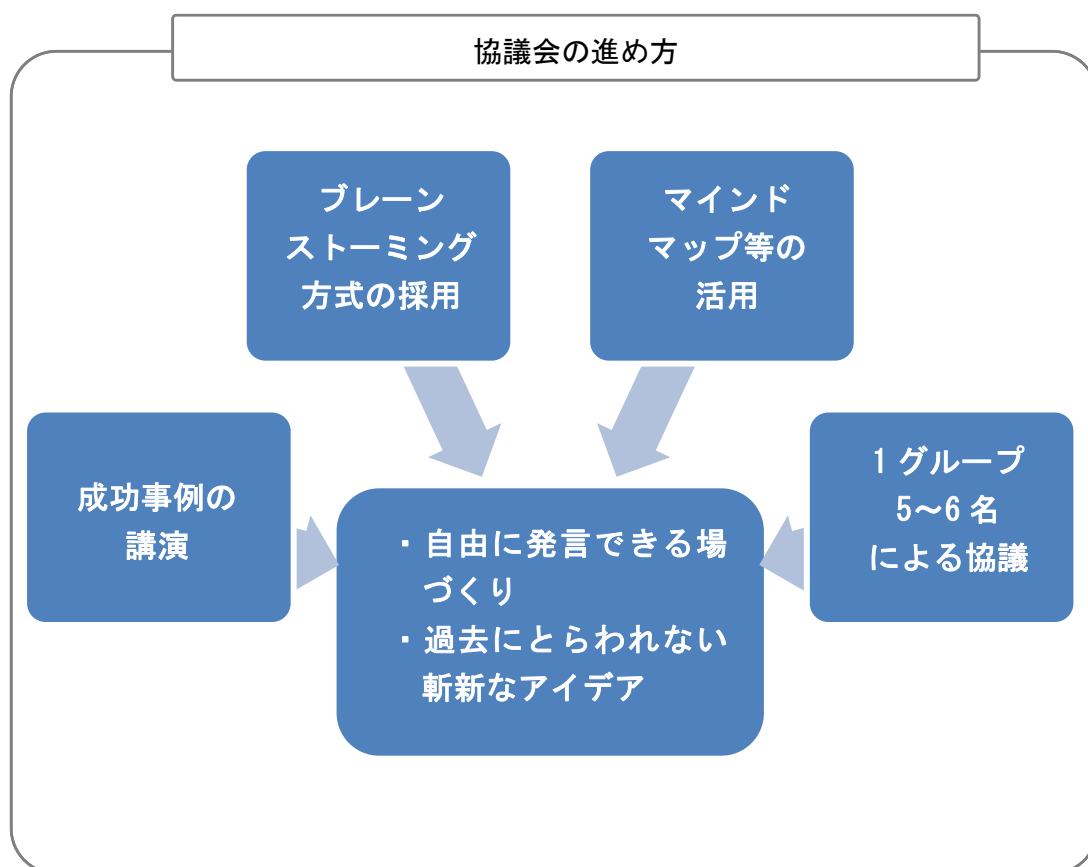 協議会の進め方
ブレーン
ストーミング
方式の採用
マインド
マップ等の
活用
成功事例の
講演
1 グループ
5~6 名
による協議
・自由に発言できる場
づくり
・過去にとらわれない
斬新なアイデア